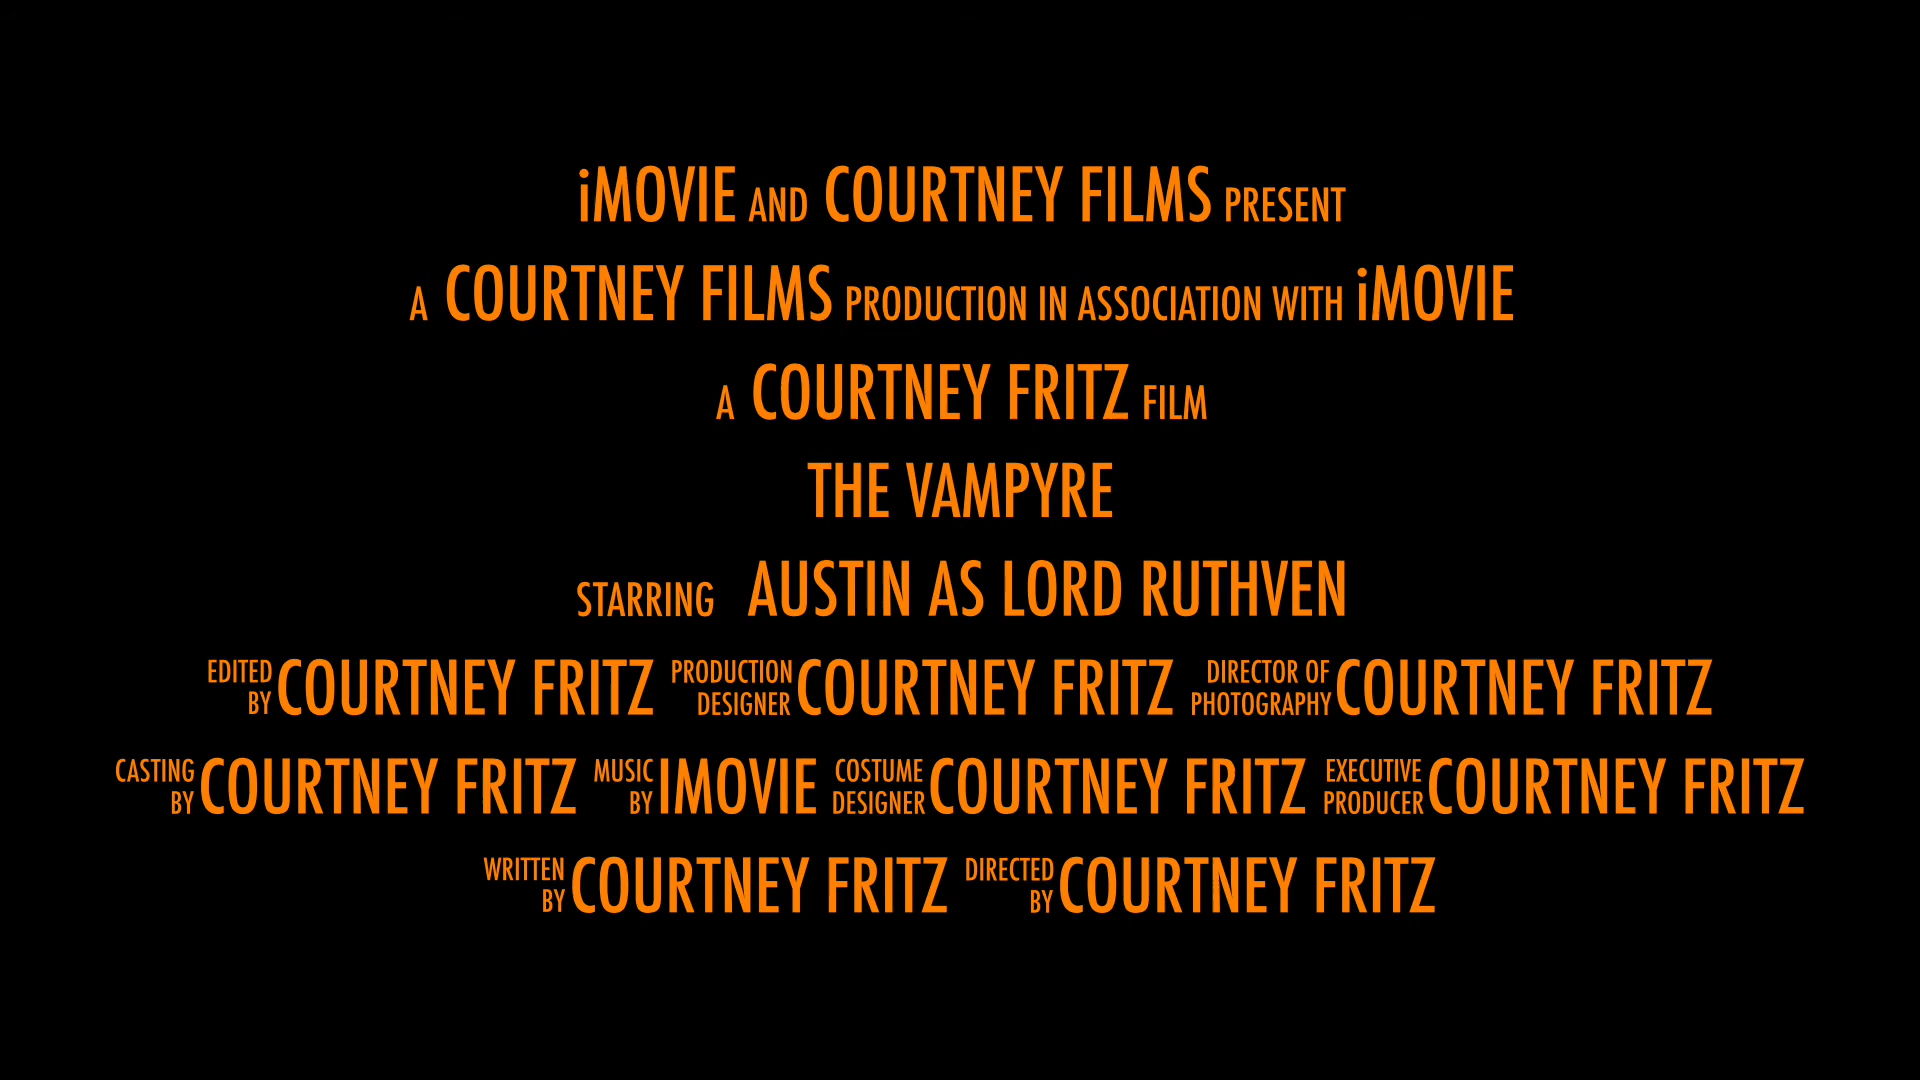 iMOVIE AND COURTNEY FILMS PRESENT
A COURTNEY FILMS PRODUCTION IN ASSOCIATION WITH iMOVIE
A COURTNEY FRITZ FILM
THE VAMPYRE
STARRING AUSTIN AS LORD RUTHVEN
EDITED BY COURTNEY FRITZ PRODUCTION DESIGNER COURTNEY FRITZ DIRECTOR OF PHOTOGRAPHY COURTNEY FRITZ
CASTING BY COURTNEY FRITZ MUSIC BY IMOVIE COSTUME DESIGNER COURTNEY FRITZ EXECUTIVE PRODUCER COURTNEY FRITZ
WRITTEN BY COURTNEY FRITZ DIRECTED BY COURTNEY FRITZ